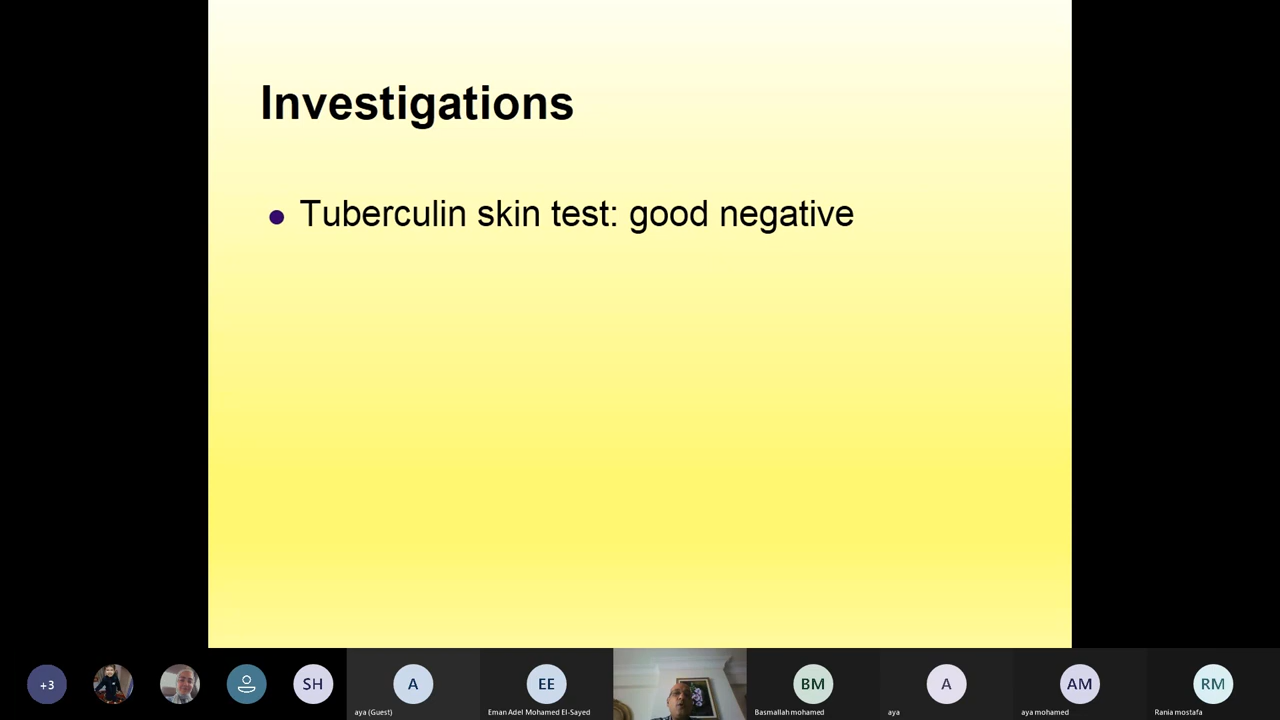 Investigations
Tuberculin skin test: good negative
+3
SH
A
aya (Guest)
EE
Eman Adel Mohamed El-Sayed
BM
Basmallah mohamed
A
aya
AM
aya mohamed
RM
Rania mostafa